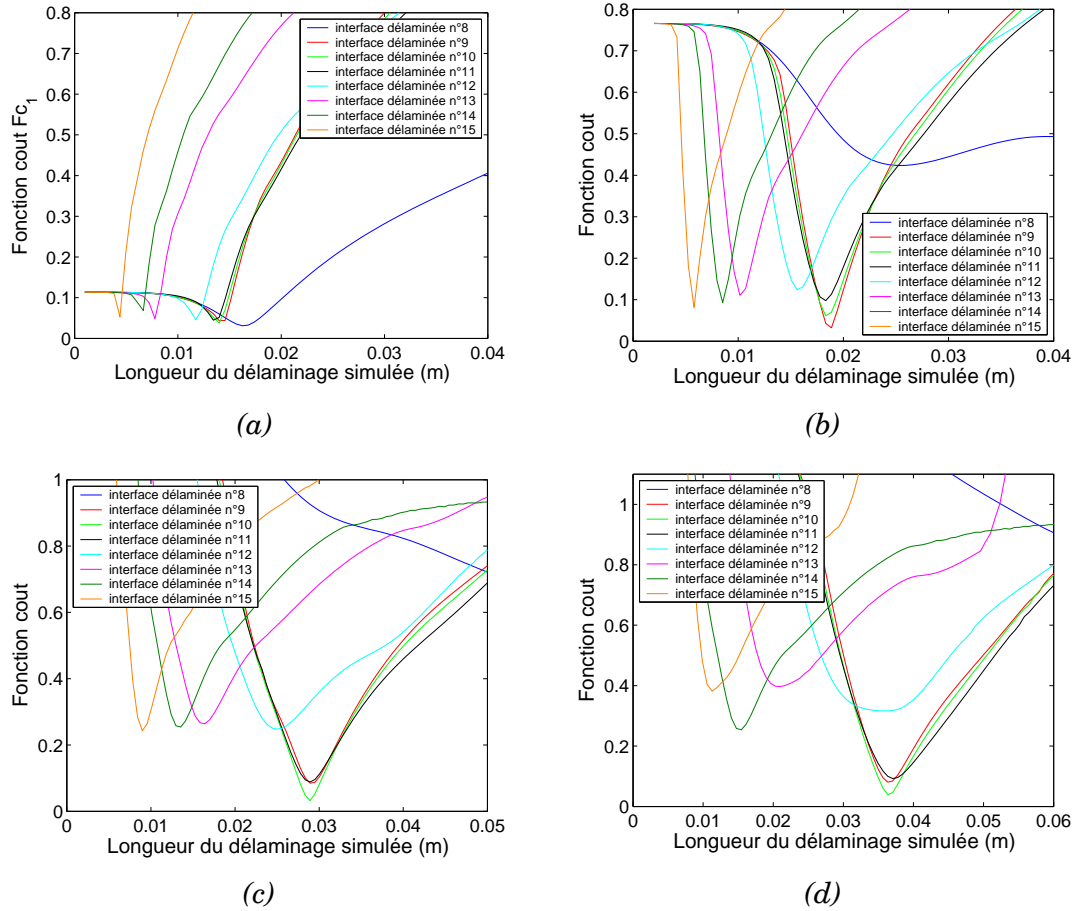 Fonction cout Fc1
0.8
0.7
0.6
0.5
0.4
0.3
0.2
0.1
0
0
0.01
0.02
0.03
0.04
Longueur du délaminage simulée (m)
interface délaminée n°8
interface délaminée n°9
interface délaminée n°10
interface délaminée n°11
interface délaminée n°12
interface délaminée n°13
interface délaminée n°14
interface délaminée n°15
(a)
Fonction cout
0.8
0.7
0.6
0.5
0.4
0.3
0.2
0.1
0
0
0.01
0.02
0.03
0.04
Longueur du délaminage simulée (m)
interface délaminée n°8
interface délaminée n°9
interface délaminée n°10
interface délaminée n°11
interface délaminée n°12
interface délaminée n°13
interface délaminée n°14
interface délaminée n°15
(b)
Fonction cout
1
0.8
0.6
0.4
0.2
0
0
0.01
0.02
0.03
0.04
0.05
Longueur du délaminage simulée (m)
interface délaminée n°8
interface délaminée n°9
interface délaminée n°10
interface délaminée n°11
interface délaminée n°12
interface délaminée n°13
interface délaminée n°14
interface délaminée n°15
(c)
Fonction cout
1
0.8
0.6
0.4
0.2
0
0
0.01
0.02
0.03
0.04
0.05
0.06
Longueur du délaminage simulée (m)
interface délaminée n°8
interface délaminée n°9
interface délaminée n°10
interface délaminée n°11
interface délaminée n°12
interface délaminée n°13
interface délaminée n°14
interface délaminée n°15
(d)